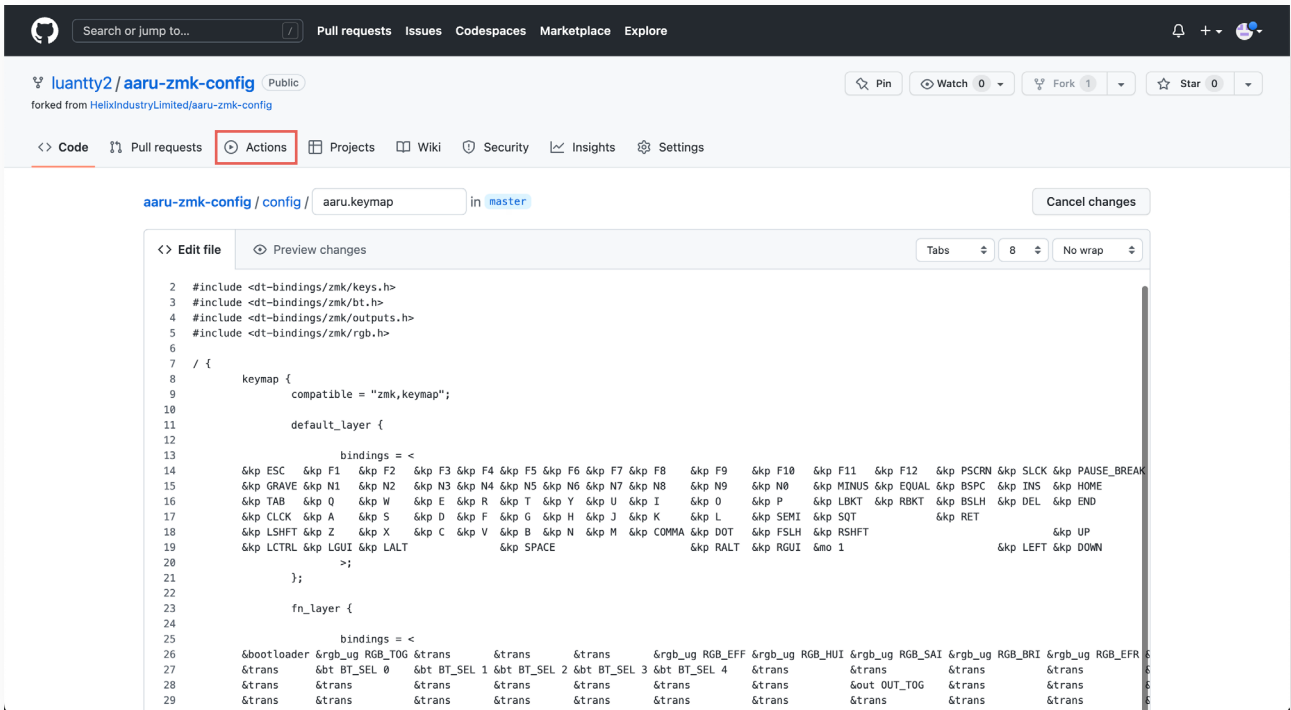 Search or jump to... / Pull requests Issues Codespaces Marketplace Explore
luantty2 / aaru-zmk-config Public Pin Watch 0 Fork 1 Star 0
forked from HelixIndustryLimited/aaru-zmk-config
<> Code Pull requests Actions Projects Wiki Security Insights Settings
aaru-zmk-config / config / aaru.keymap in master Cancel changes
<> Edit file Preview changes Tabs 8 No wrap
2 #include <dt-bindings/zmk/keys.h>
3 #include <dt-bindings/zmk/bt.h>
4 #include <dt-bindings/zmk/outputs.h>
5 #include <dt-bindings/zmk/rgb.h>
6
7 / {
8 keymap {
9 compatible = "zmk,keymap";
10
11 default_layer {
12
13 bindings = <
14 &kp ESC &kp F1 &kp F2 &kp F3 &kp F4 &kp F5 &kp F6 &kp F7 &kp F8 &kp F9 &kp F10 &kp F11 &kp F12 &kp PSCRN &kp SLCK &kp PAUSE_BREAK
15 &kp GRAVE &kp N1 &kp N2 &kp N3 &kp N4 &kp N5 &kp N6 &kp N7 &kp N8 &kp N9 &kp N0 &kp MINUS &kp EQUAL &kp BSPC &kp INS &kp HOME
16 &kp TAB &kp Q &kp W &kp E &kp R &kp T &kp Y &kp U &kp I &kp O &kp P &kp LBKT &kp RBKT &kp BSLH &kp DEL &kp END
17 &kp CLCK &kp A &kp S &kp D &kp F &kp G &kp H &kp J &kp K &kp L &kp SEMI &kp SQT &kp RET
18 &kp LSHFT &kp Z &kp X &kp C &kp V &kp B &kp N &kp M &kp COMMA &kp DOT &kp FSLH &kp RSHFT &kp UP
19 &kp LCTRL &kp LGUI &kp LALT &kp SPACE &kp RALT &kp RGUI &mo 1 &kp LEFT &kp DOWN
20 >;
21 };
22
23 fn_layer {
24
25 bindings = <
26 &bootloader &rgb_ug RGB_TOG &trans &trans &trans &rgb_ug RGB_EFF &rgb_ug RGB_HUI &rgb_ug RGB_SAI &rgb_ug RGB_BRI &rgb_ug RGB_EFR &
27 &trans &bt BT_SEL 0 &bt BT_SEL 1 &bt BT_SEL 2 &bt BT_SEL 3 &bt BT_SEL 4 &trans &trans &trans &trans &
28 &trans &trans &trans &trans &trans &trans &trans &out OUT_TOG &trans &trans &
29 &trans &trans &trans &trans &trans &trans &trans &trans &trans &trans &